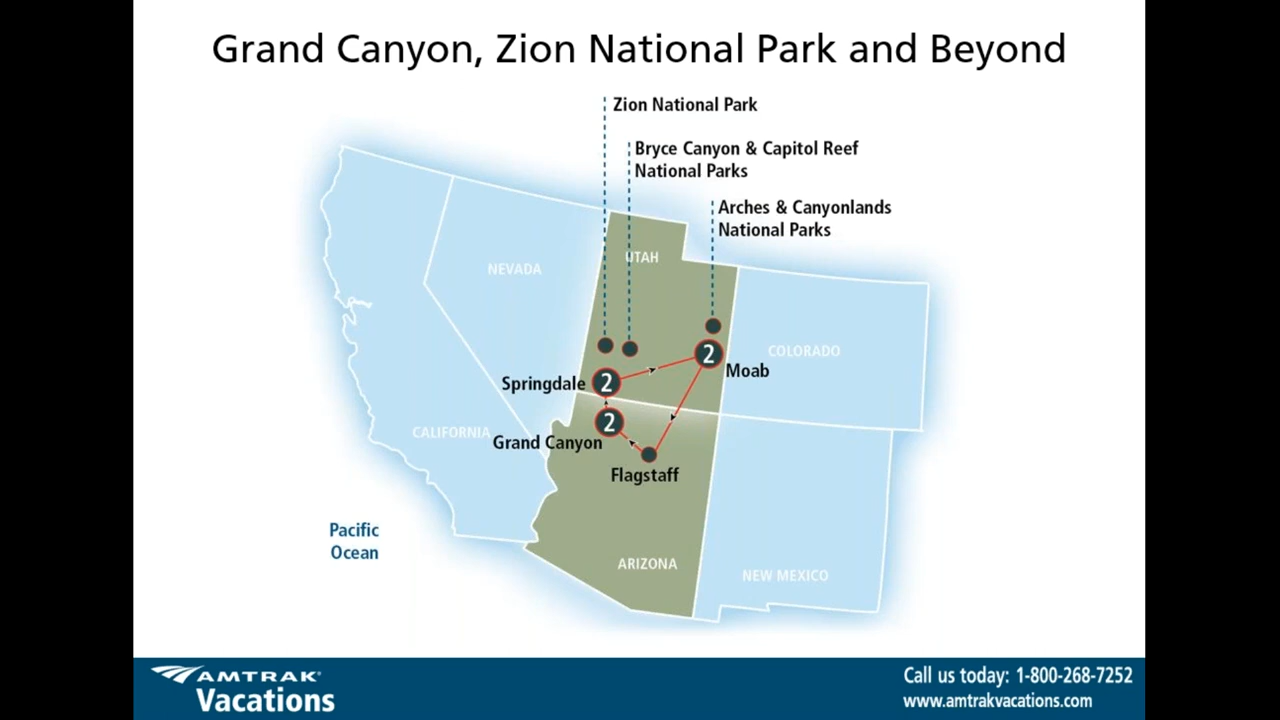 Grand Canyon, Zion National Park and Beyond
Zion National Park
Bryce Canyon & Capitol Reef
National Parks
Arches & Canyonlands
National Parks
UTAH
NEVADA
COLORADO
2
Moab
Springdale
2
2
CALIFORNIA
Grand Canyon
Flagstaff
Pacific
Ocean
ARIZONA
NEW MEXICO
AMTRAK®
Vacations
Call us today: 1-800-268-7252
www.amtrakvacations.com